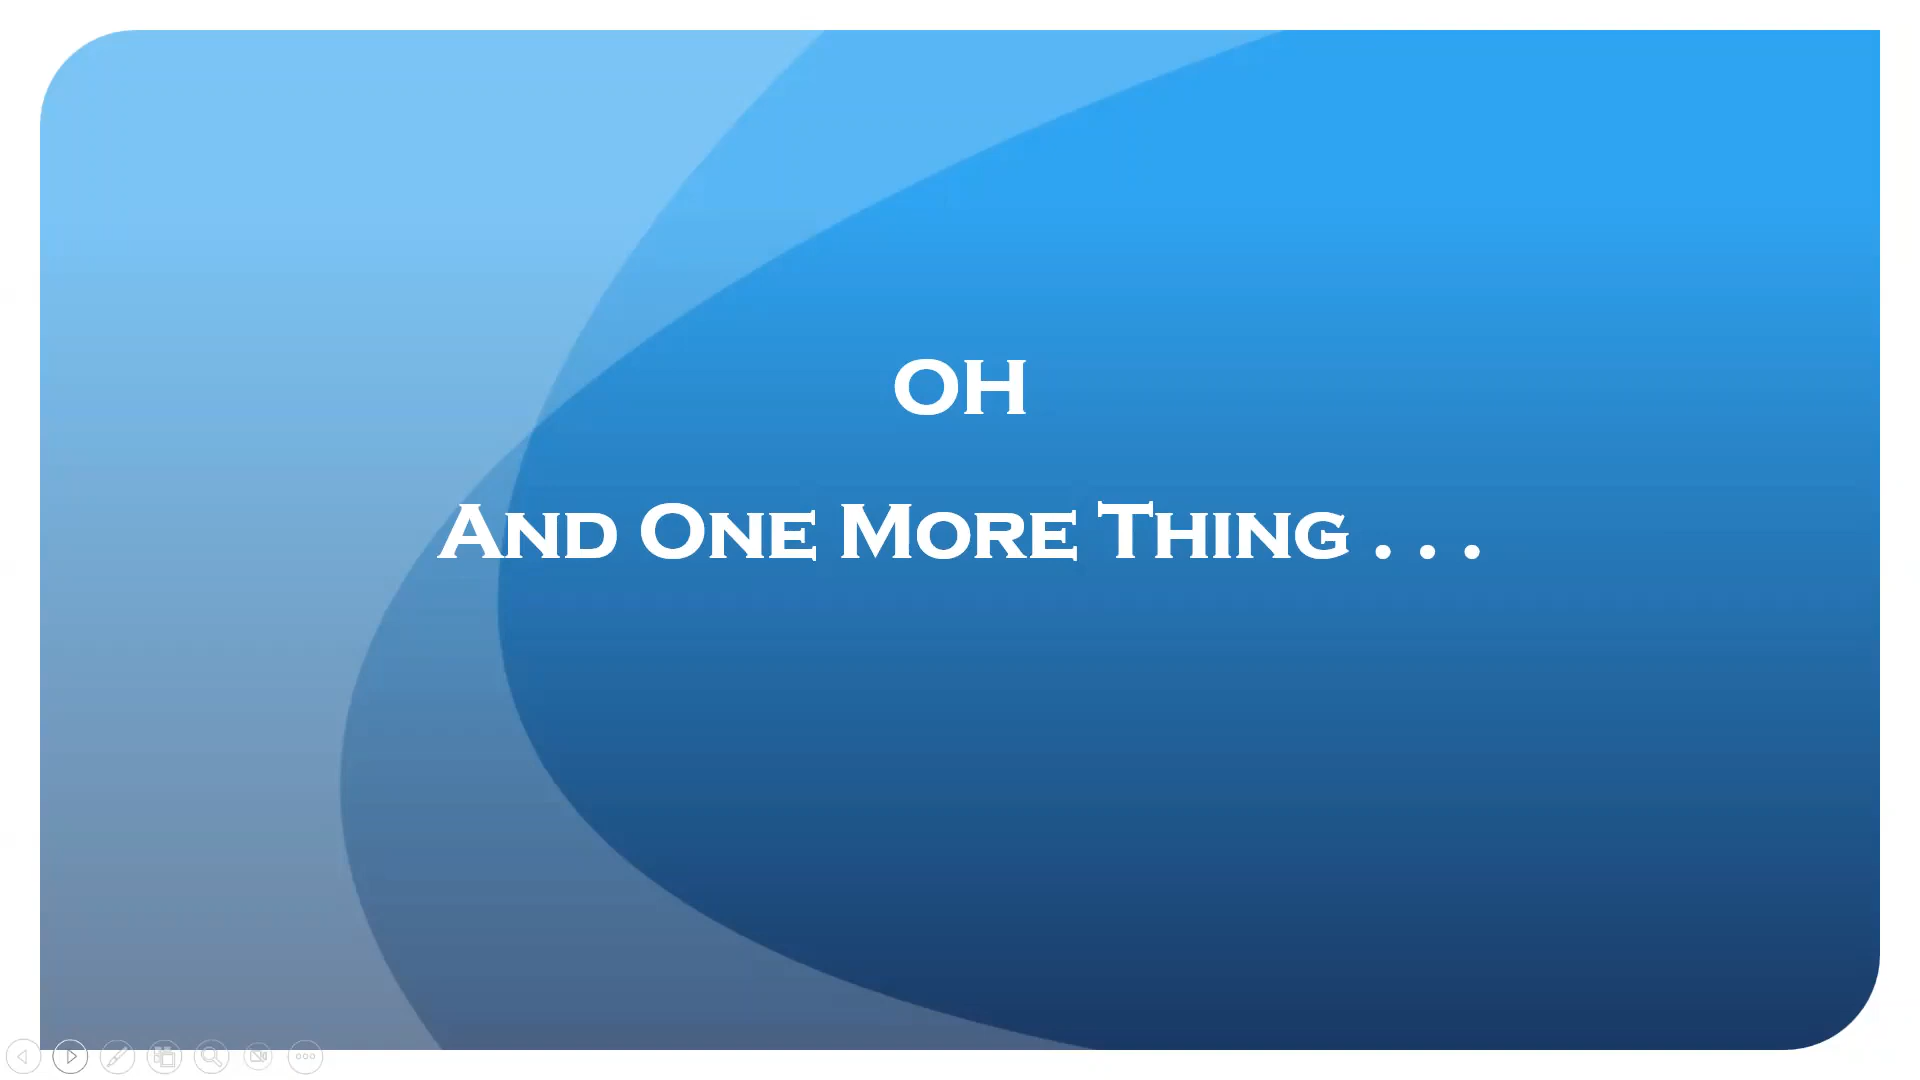 OH
And One More Thing . . .